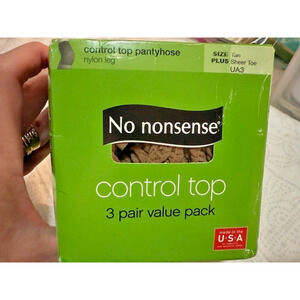 control top pantyhose
nylon leg
SIZE Tan
PLUS Sheer Toe
UA3
No nonsense®
control top
3 pair value pack
made in the
U·S·A